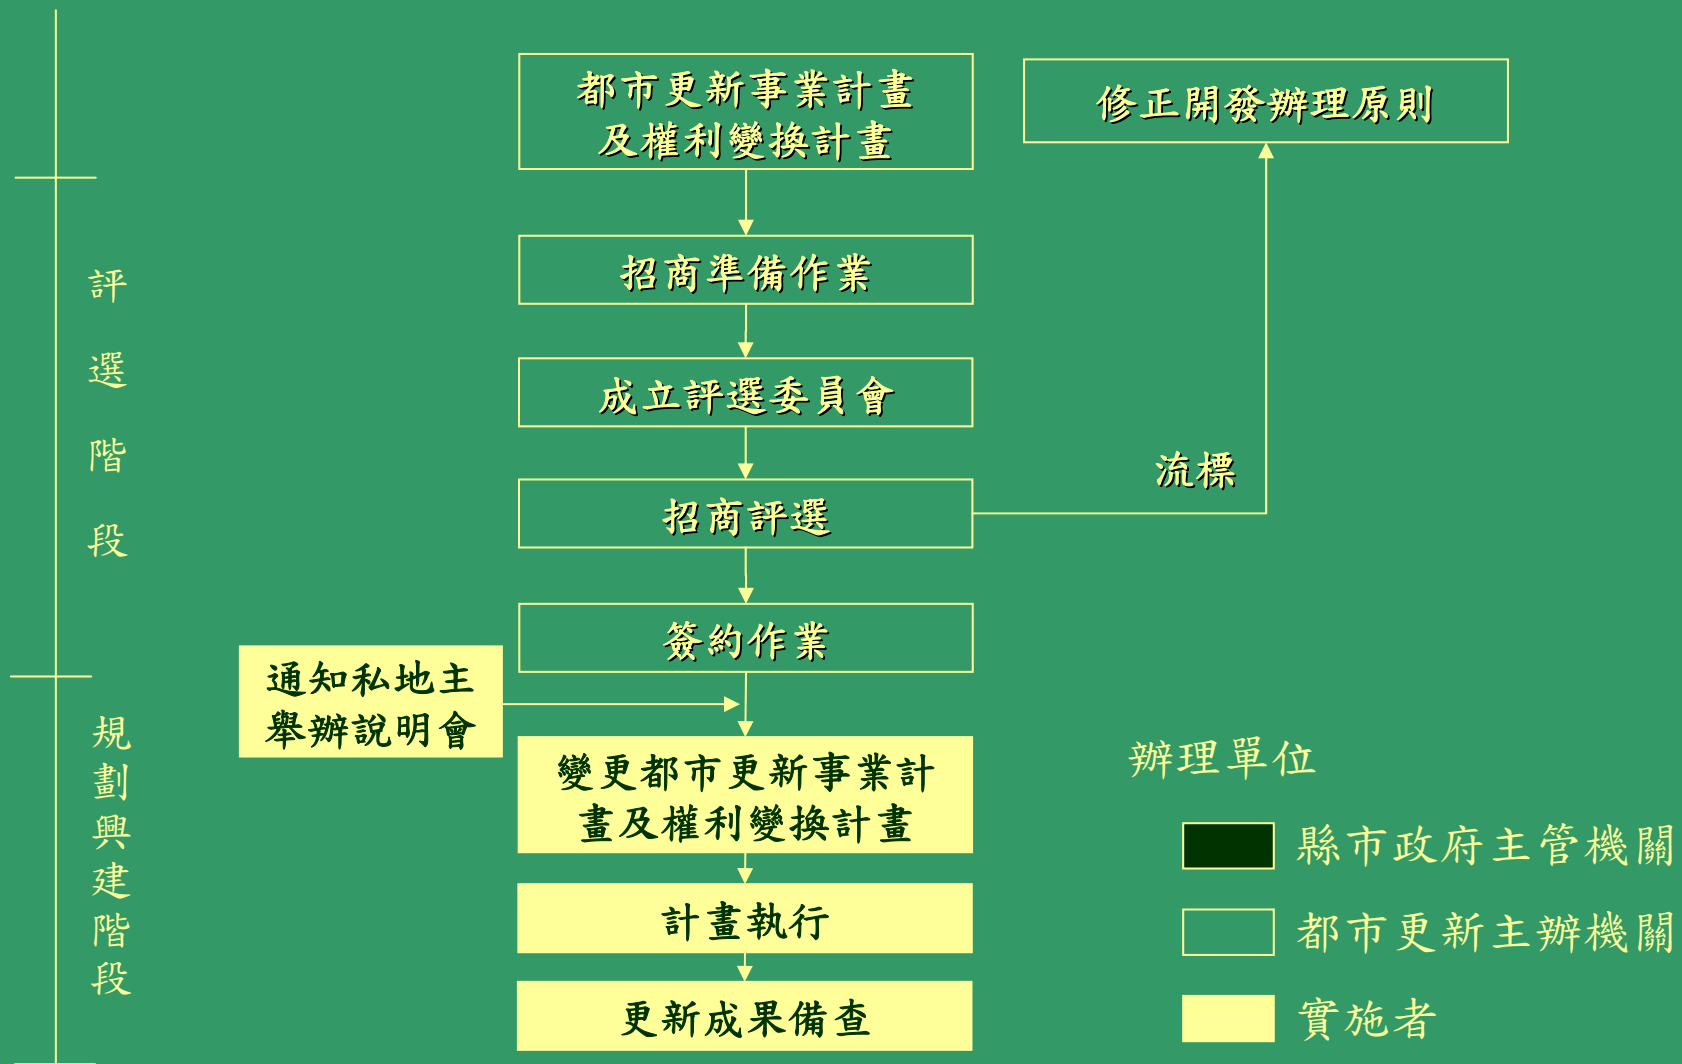 都市更新事業計畫
及權利變換計畫
修正開發辦理原則
招商準備作業
成立評選委員會
流標
招商評選
簽約作業
通知私地主
舉辦說明會
變更都市更新事業計
畫及權利變換計畫
計畫執行
更新成果備查
評選階段
規劃興建階段
辦理單位
縣市政府主管機關
都市更新主辦機關
實施者